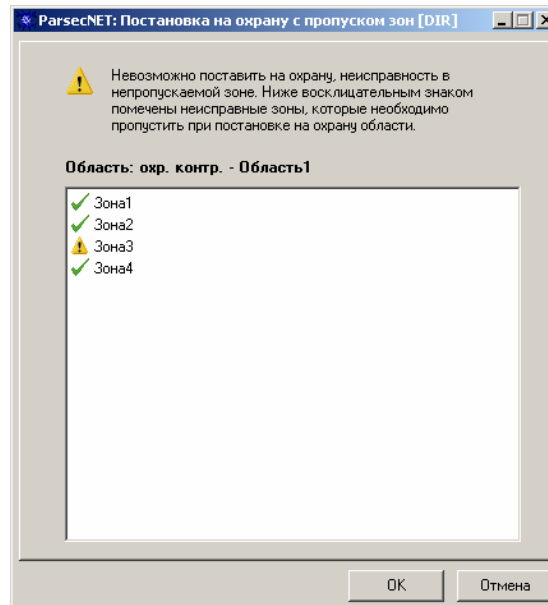 ParsecNET: Постановка на охрану с пропуском зон [DIR]
Невозможно поставить на охрану, неисправность в
непропускаемой зоне. Ниже восклицательным знаком
помечены неисправные зоны, которые необходимо
пропустить при постановке на охрану области.
Область: охр. контр. - Область1
Зона1
Зона2
Зона3
Зона4
OK
Отмена